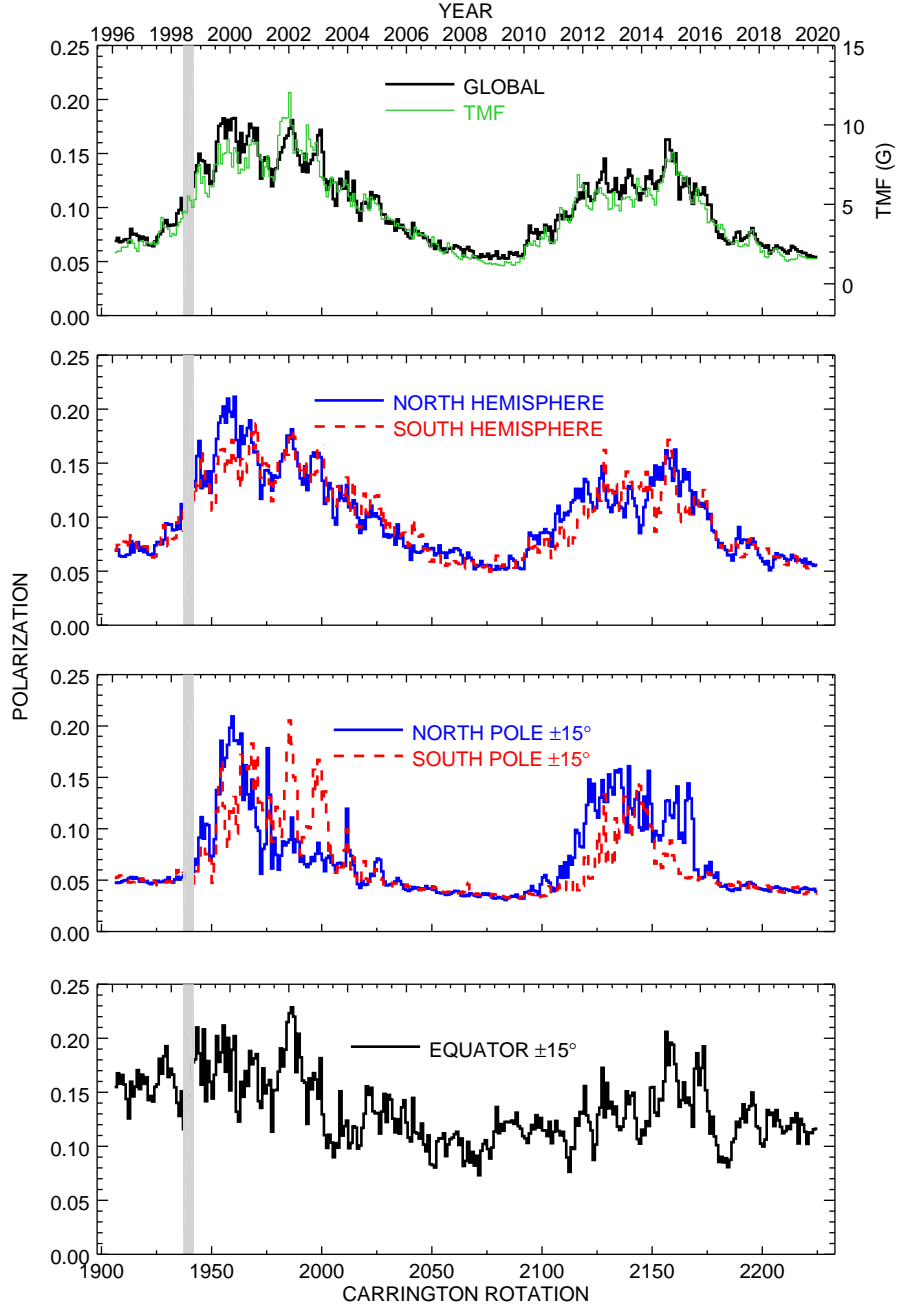 YEAR
1996 1998 2000 2002 2004 2006 2008 2010 2012 2014 2016 2018 2020
0.25
0.20
0.15
0.10
0.05
0.00
GLOBAL
TMF
15
10
5
0
TMF (G)
POLARIZATION
0.25
0.20
0.15
0.10
0.05
0.00
NORTH HEMISPHERE
SOUTH HEMISPHERE
0.25
0.20
0.15
0.10
0.05
0.00
NORTH POLE ±15°
SOUTH POLE ±15°
0.25
0.20
0.15
0.10
0.05
0.00
EQUATOR ±15°
1900 1950 2000 2050 2100 2150 2200
CARRINGTON ROTATION